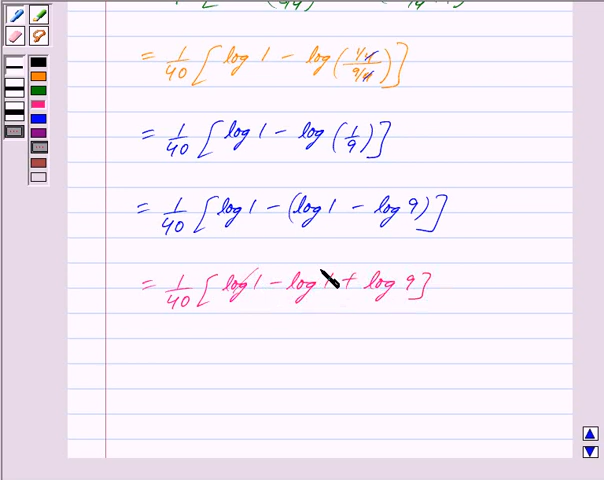 = 1/40 [ log 1 - log ( (1/4)/(9/4) ) ]
= 1/40 [ log 1 - log ( 1/9 ) ]
= 1/40 [ log 1 - ( log 1 - log 9 ) ]
= 1/40 [ log 1 - log 1 + log 9 ]